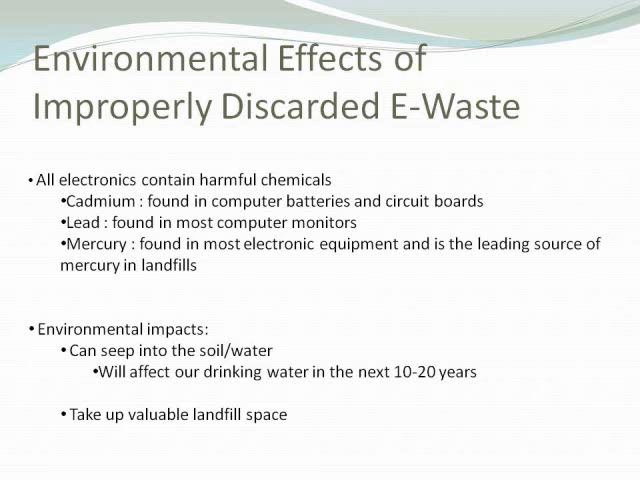 Environmental Effects of
Improperly Discarded E-Waste
• All electronics contain harmful chemicals
•Cadmium : found in computer batteries and circuit boards
•Lead : found in most computer monitors
•Mercury : found in most electronic equipment and is the leading source of
mercury in landfills
• Environmental impacts:
• Can seep into the soil/water
•Will affect our drinking water in the next 10-20 years
• Take up valuable landfill space